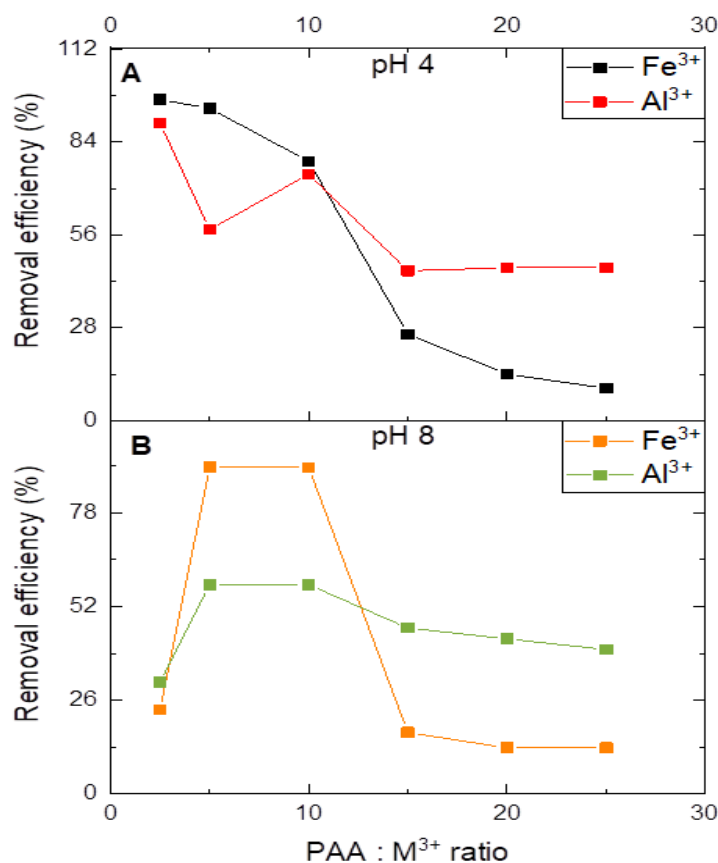 0 10 20 30
112
A
pH 4
Fe³⁺
Al³⁺
84
56
28
0
Removal efficiency (%)
B
pH 8
Fe³⁺
Al³⁺
78
52
26
0
Removal efficiency (%)
0 10 20 30
PAA : M³⁺ ratio